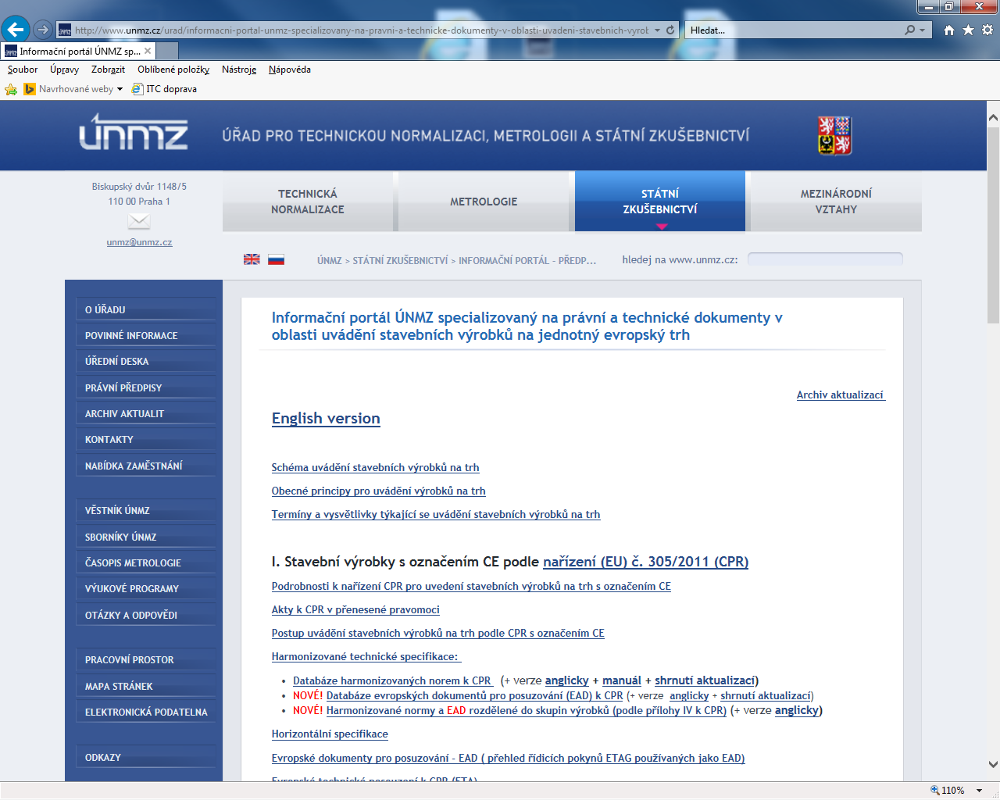 http://www.unmz.cz/urad/informacni-portal-unmz-specializovany-na-pravni-a-technicke-dokumenty-v-oblasti-uvadeni-stavebnich-vyrob
Hledat...
Informační portál ÚNMZ sp...
Soubor Úpravy Zobrazit Oblíbené položky Nástroje Nápověda
Navrhované weby ITC doprava
únmz
ÚŘAD PRO TECHNICKOU NORMALIZACI, METROLOGII A STÁTNÍ ZKUŠEBNICTVÍ
Biskupský dvůr 1148/5
110 00 Praha 1
unmz@unmz.cz
TECHNICKÁ
NORMALIZACE
METROLOGIE
STÁTNÍ
ZKUŠEBNICTVÍ
MEZINÁRODNÍ
VZTAHY
ÚNMZ > STÁTNÍ ZKUŠEBNICTVÍ > INFORMAČNÍ PORTÁL - PŘEDP...
hledej na www.unmz.cz:
O ÚŘADU
POVINNÉ INFORMACE
ÚŘEDNÍ DESKA
PRÁVNÍ PŘEDPISY
ARCHIV AKTUALIT
KONTAKTY
NABÍDKA ZAMĚSTNÁNÍ
VĚSTNÍK ÚNMZ
SBORNÍKY ÚNMZ
ČASOPIS METROLOGIE
VÝUKOVÉ PROGRAMY
OTÁZKY A ODPOVĚDI
PRACOVNÍ PROSTOR
MAPA STRÁNEK
ELEKTRONICKÁ PODATELNA
ODKAZY
Informační portál ÚNMZ specializovaný na právní a technické dokumenty v
oblasti uvádění stavebních výrobků na jednotný evropský trh
Archiv aktualizací
English version
Schéma uvádění stavebních výrobků na trh
Obecné principy pro uvádění výrobků na trh
Termíny a vysvětlivky týkající se uvádění stavebních výrobků na trh
I. Stavební výrobky s označením CE podle nařízení (EU) č. 305/2011 (CPR)
Podrobnosti k nařízení CPR pro uvedení stavebních výrobků na trh s označením CE
Akty k CPR v přenesené pravomoci
Postup uvádění stavebních výrobků na trh podle CPR s označením CE
Harmonizované technické specifikace:
• Databáze harmonizovaných norem k CPR (+ verze anglicky + manuál + shrnutí aktualizací)
• NOVÉ! Databáze evropských dokumentů pro posuzování (EAD) k CPR (+ verze anglicky + shrnutí aktualizací)
• NOVÉ! Harmonizované normy a EAD rozdělené do skupin výrobků (podle přílohy IV k CPR) (+ verze anglicky)
Horizontální specifikace
Evropské dokumenty pro posuzování - EAD ( přehled řídicích pokynů ETAG používaných jako EAD)
Evropské technické posouzení k CPR (ETA)
110%